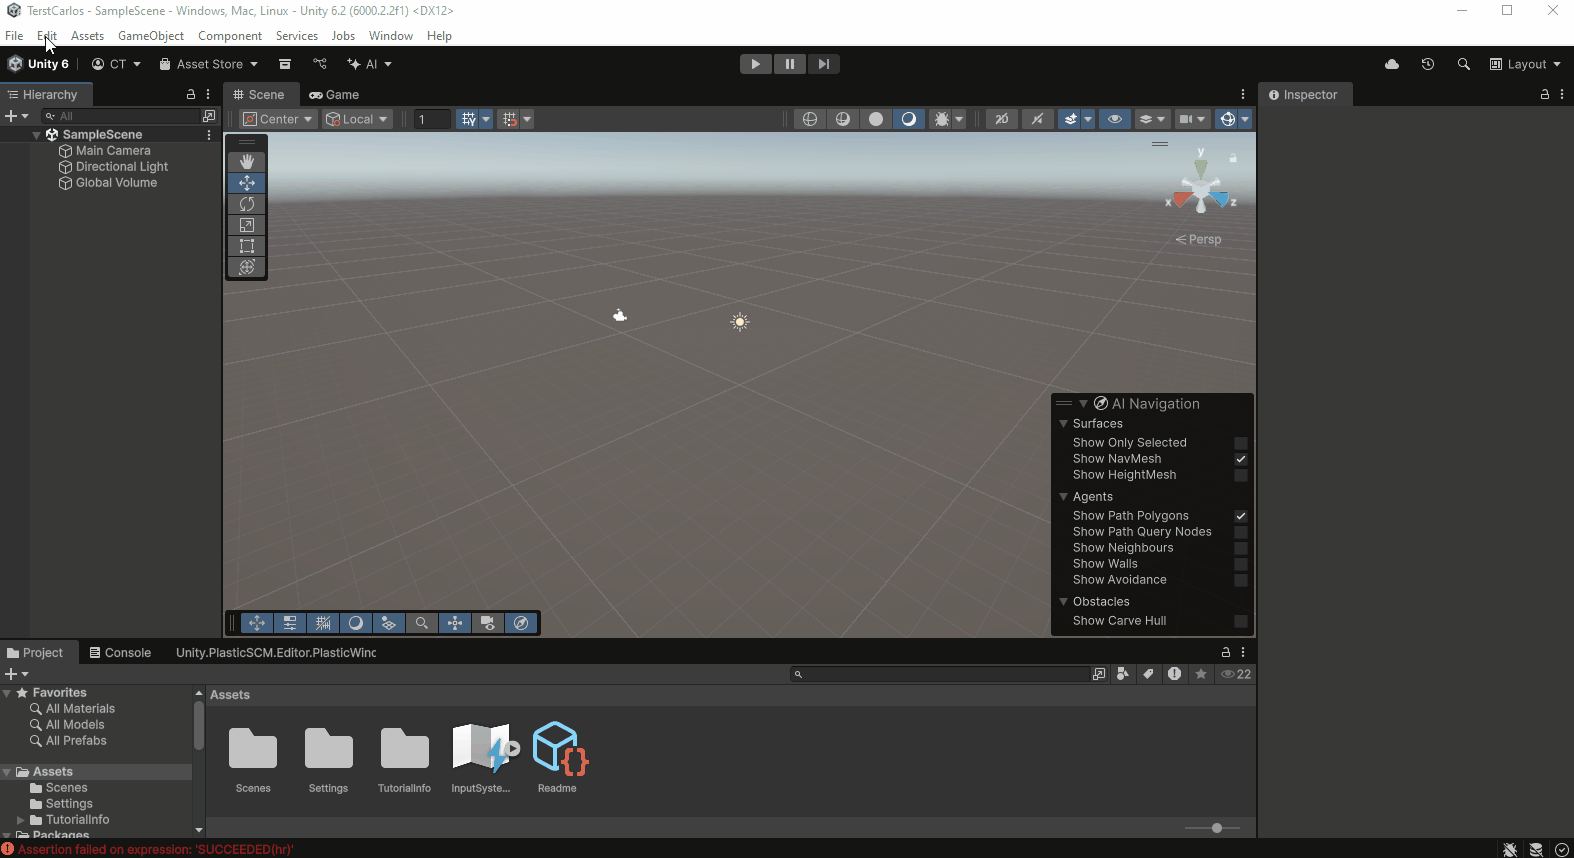 TerstCarlos - SampleScene - Windows, Mac, Linux - Unity 6.2 (6000.2.2f1) <DX12>
File Edit Assets GameObject Component Services Jobs Window Help
Unity 6 CT Asset Store AI Layout
Hierarchy
All
SampleScene
Main Camera
Directional Light
Global Volume
Scene Game
Center Local 1 2D
y
x z
Persp
AI Navigation
Surfaces
Show Only Selected
Show NavMesh
Show HeightMesh
Agents
Show Path Polygons
Show Path Query Nodes
Show Neighbours
Show Walls
Show Avoidance
Obstacles
Show Carve Hull
Inspector
Project Console Unity.PlasticSCM.Editor.PlasticWinc
22
Favorites
All Materials
All Models
All Prefabs
Assets
Scenes
Settings
TutorialInfo
Packages
Assets
Scenes Settings TutorialInfo InputSyste... Readme
Assertion failed on expression: 'SUCCEEDED(hr)'